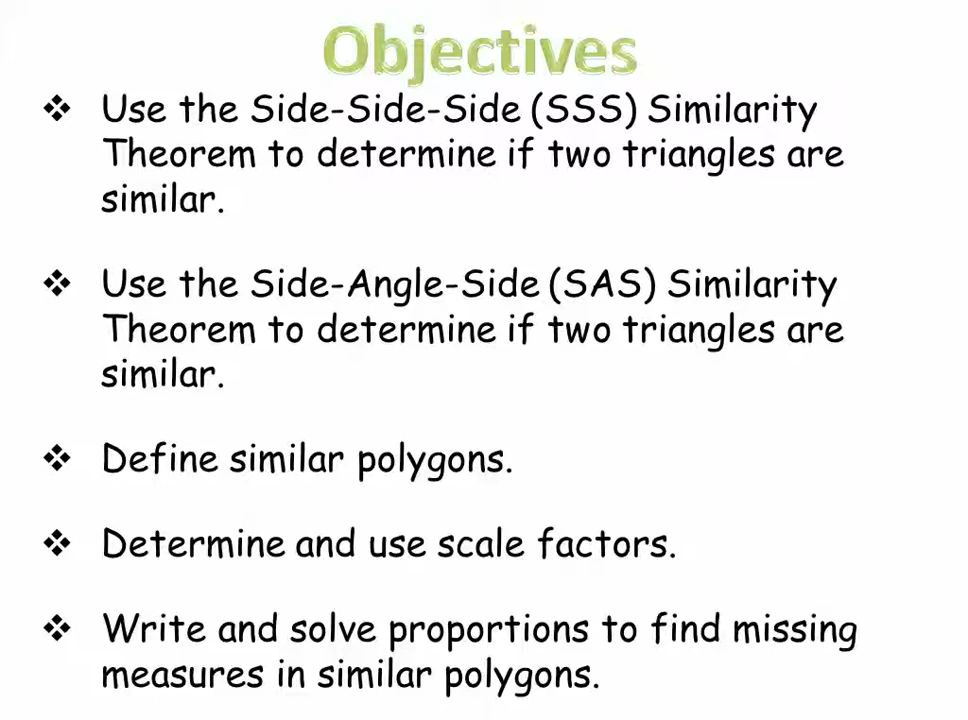 Objectives
❖ Use the Side-Side-Side (SSS) Similarity
Theorem to determine if two triangles are
similar.
❖ Use the Side-Angle-Side (SAS) Similarity
Theorem to determine if two triangles are
similar.
❖ Define similar polygons.
❖ Determine and use scale factors.
❖ Write and solve proportions to find missing
measures in similar polygons.